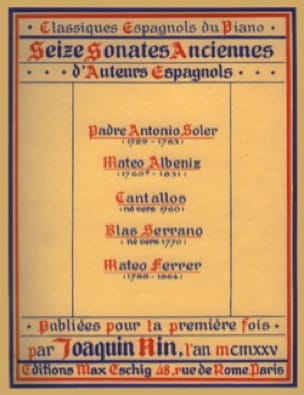 · Classiques Espagnols du Piano ·
Seize Sonates Anciennes
· · · d'Auteurs Espagnols · · ·
Padre Antonio Soler
(1729 - 1783)
Mateo Albeniz
(1760? - 1831)
Cantallos
(né vers 1760)
Blas Serrano
(né vers 1770)
Mateo Ferrer
(1788 - 1864)
· Publiées pour la première fois ·
par Joaquin Nin, l'an MCMXXV
Editions Max Eschig 48, rue de Rome, Paris